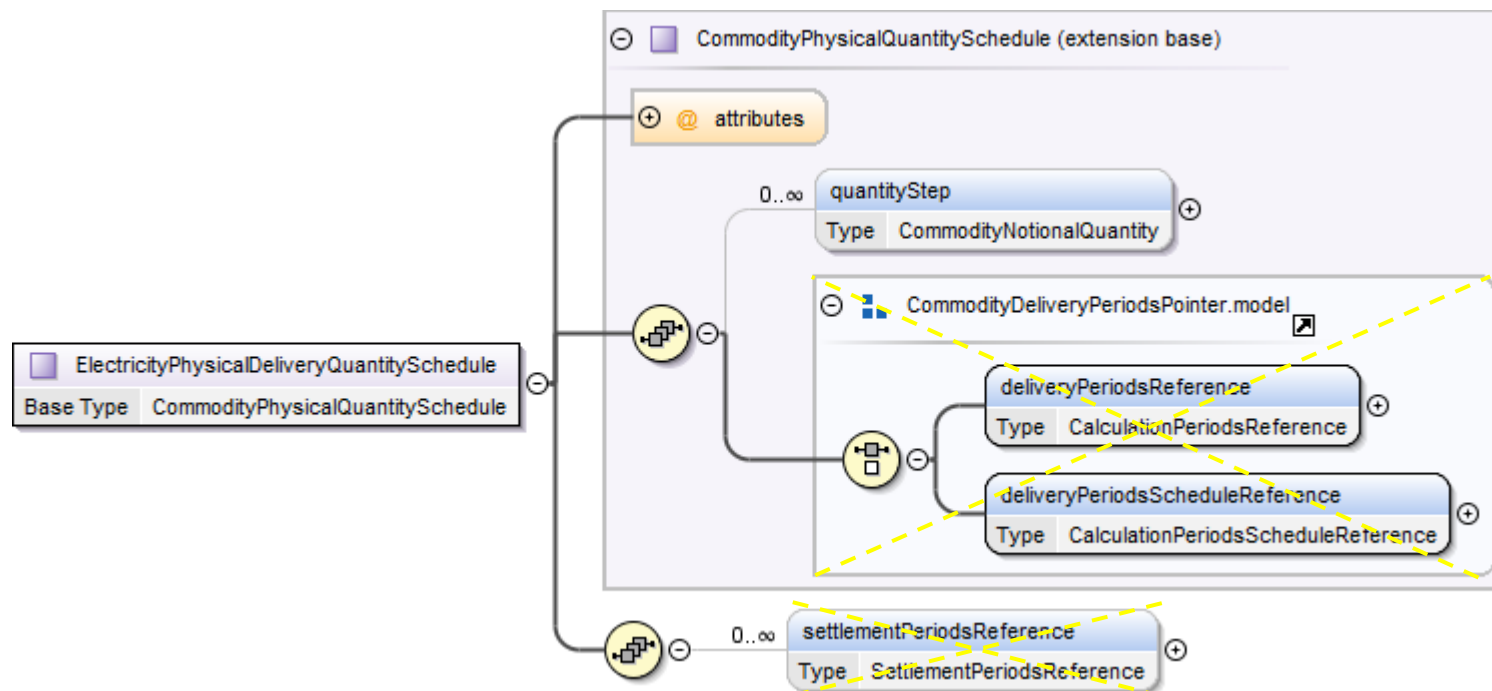 CommodityPhysicalQuantitySchedule (extension base)
@ attributes
0..∞
quantityStep
Type CommodityNotionalQuantity
CommodityDeliveryPeriodsPointer.model
deliveryPeriodsReference
Type CalculationPeriodsReference
deliveryPeriodsScheduleReference
Type CalculationPeriodsScheduleReference
ElectricityPhysicalDeliveryQuantitySchedule
Base Type CommodityPhysicalQuantitySchedule
0..∞
settlementPeriodsReference
Type SettlementPeriodsReference